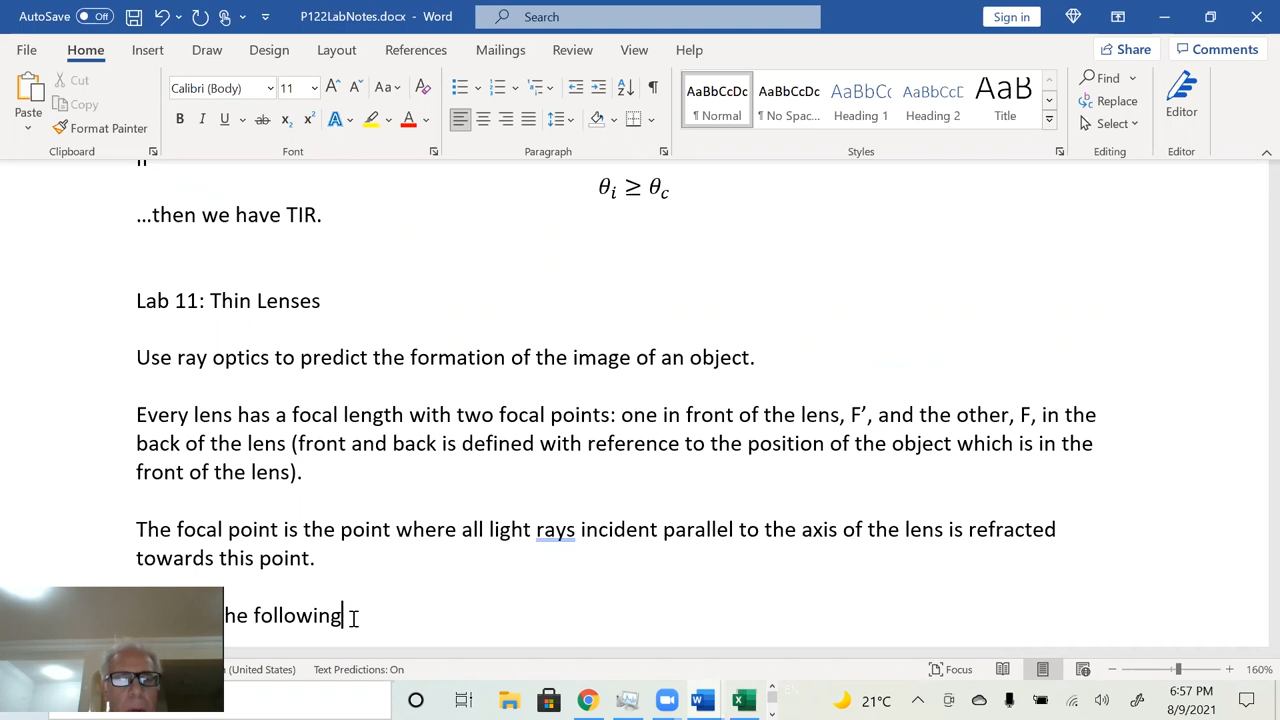 AutoSave Off P122LabNotes.docx - Word Search Sign in
File Home Insert Draw Design Layout References Mailings Review View Help Share Comments
Paste Cut Copy Format Painter
Calibri (Body) 11
AaBbCcDc AaBbCcDc AaBbCc AaBbCcD AaB
¶ Normal ¶ No Spac... Heading 1 Heading 2 Title
Find Replace Select Editor
Clipboard Font Paragraph Styles Editing Editor
θi ≥ θc
...then we have TIR.
Lab 11: Thin Lenses
Use ray optics to predict the formation of the image of an object.
Every lens has a focal length with two focal points: one in front of the lens, F’, and the other, F, in the
back of the lens (front and back is defined with reference to the position of the object which is in the
front of the lens).
The focal point is the point where all light rays incident parallel to the axis of the lens is refracted
towards this point.
he following
(United States) Text Predictions: On Focus 160%
21°C 6:57 PM
8/9/2021